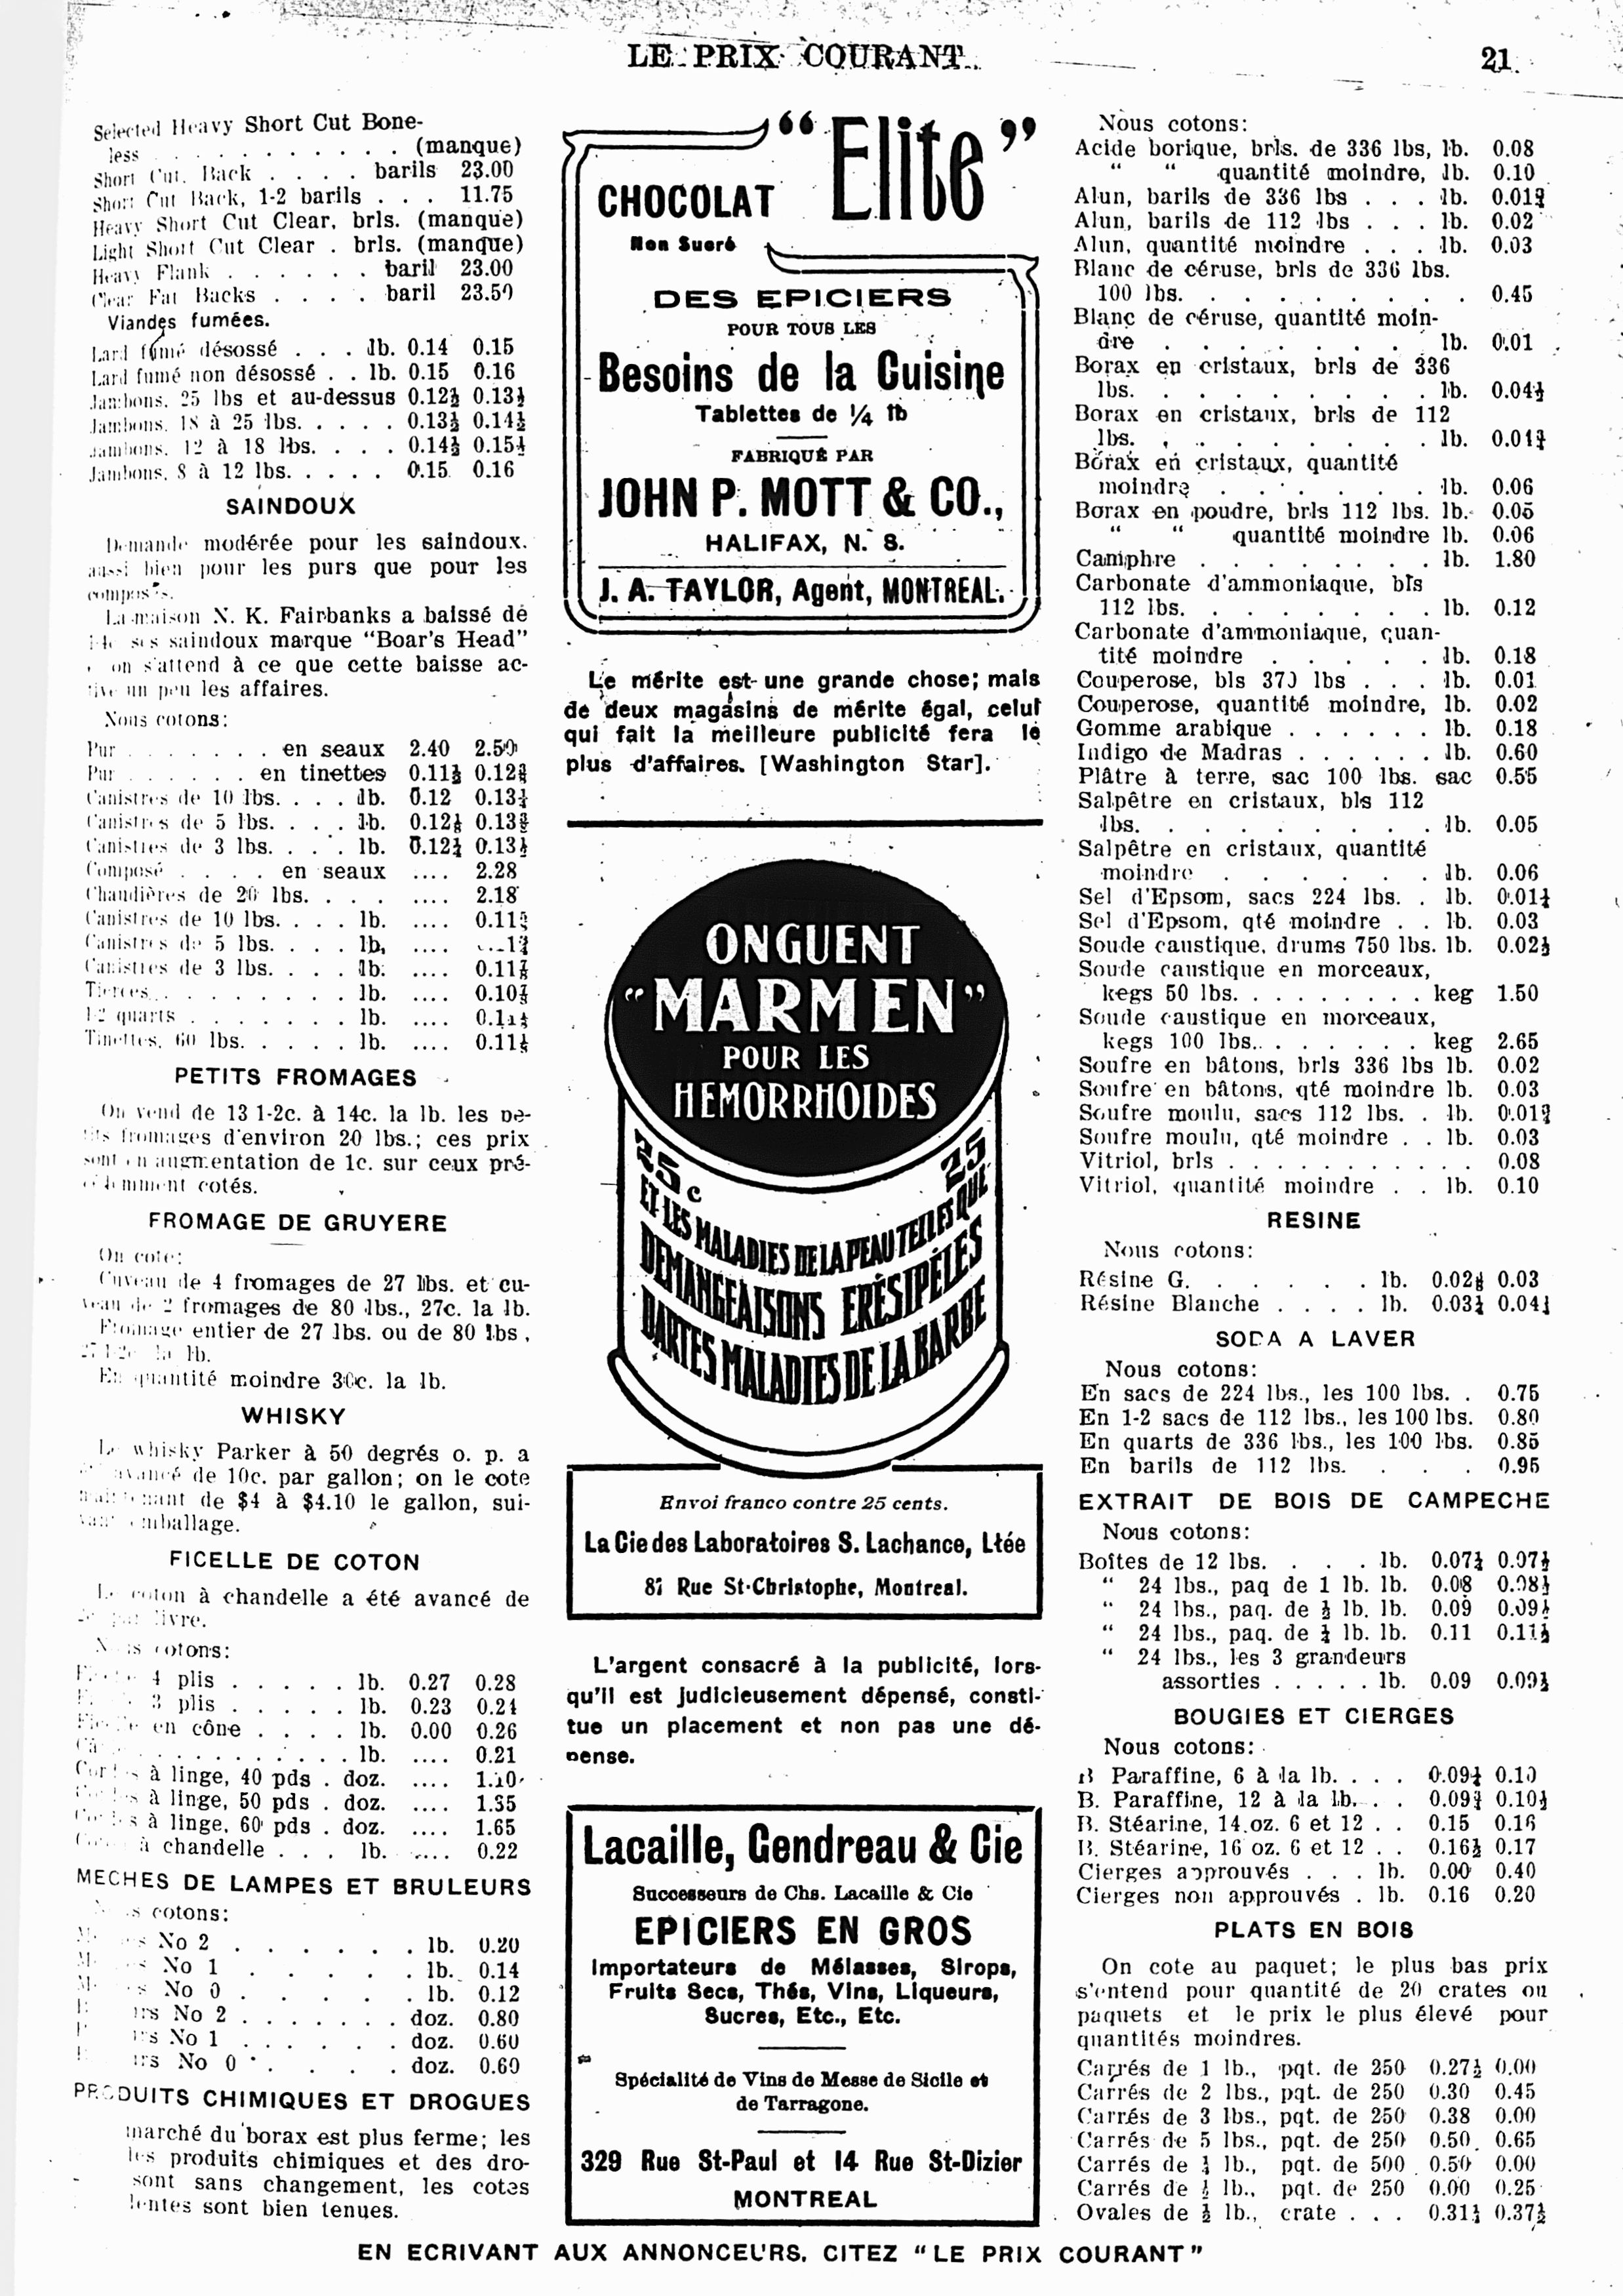 LE PRIX COURANT
21
Selected Heavy Short Cut Bone-
less . . . . . . . . . . (manque)
Short Cut Back . . . . barils 23.00
Short Cut Back, 1-2 barils . . . 11.75
Heavy Short Cut Clear, brls. (manque)
Light Short Cut Clear . brls. (manque)
Heavy Flank . . . . . . baril 23.00
Clear Fat Backs . . . . baril 23.50
Viandes fumées.
Lard fumé désossé . . . lb. 0.14 0.15
Lard fumé non désossé . . lb. 0.15 0.16
Jambons, 25 lbs et au-dessus 0.12½ 0.13½
Jambons, 18 à 25 lbs. . . . . 0.13½ 0.14½
Jambons, 12 à 18 lbs. . . . 0.14½ 0.15½
Jambons, 8 à 12 lbs. . . . . 0.15 0.16
SAINDOUX
Demande modérée pour les saindoux,
aussi bien pour les purs que pour les
composés.
La maison N. K. Fairbanks a baissé de
ses saindoux marque "Boar's Head"
on s'attend à ce que cette baisse ac-
tive un peu les affaires.
Nous cotons:
Pur . . . . . . . en seaux 2.40 2.50
Pur . . . . . . en tinettes 0.11½
Canistres de 10 lbs. . . . lb. 0.12
Canistres de 5 lbs. . . . lb.
Canistres de 3 lbs. . . . lb.
Composé . . . . en seaux .... 2.28
Chaudières de 20 lbs. . . . .... 2.18
Canistres de 10 lbs. . . . lb. ....
Canistres de 5 lbs. . . . lb, ....
Canistres de 3 lbs. . . . lb. ....
Tierces . . . . . . . . lb. ....
1-2 quarts . . . . . . . lb. ....
Tinettes, 60 lbs. . . . . lb. ....
PETITS FROMAGES
On vend de 13 1-2c. à 14c. la lb. les pe-
tits fromages d'environ 20 lbs.; ces prix
sont en augmentation de 1c. sur ceux pré-
cédemment cotés.
FROMAGE DE GRUYERE
On cote:
Cuveau de 4 fromages de 27 lbs. et cu-
veau de 2 fromages de 80 lbs., 27c. la lb.
Fromage entier de 27 lbs. ou de 80 lbs,
27 1-2c la lb.
En quantité moindre 30c. la lb.
WHISKY
Le whisky Parker à 50 degrés o. p. a
avancé de 10c. par gallon; on le cote
maintenant de $4 à $4.10 le gallon, sui-
vant emballage.
FICELLE DE COTON
Le coton à chandelle a été avancé de
par livre.
Nous cotons:
4 plis . . . . . lb. 0.27 0.28
3 plis . . . . . lb. 0.23 0.24
Ficelle en cône . . . . lb. 0.00 0.26
. . . . . . . . . . lb. .... 0.21
Cordes à linge, 40 pds . doz. .... 1.10
Cordes à linge, 50 pds . doz. .... 1.35
Cordes à linge, 60 pds . doz. .... 1.65
à chandelle . . . lb. .... 0.22
MECHES DE LAMPES ET BRULEURS
Nous cotons:
No 2 . . . . . . lb. 0.20
No 1 . . . . . lb. 0.14
No 0 . . . . . lb. 0.12
No 2 . . . . . . . doz. 0.80
No 1 . . . . . . doz. 0.60
No 0 . . . . . doz. 0.60
PRODUITS CHIMIQUES ET DROGUES
marché du borax est plus ferme; les
les produits chimiques et des dro-
sont sans changement, les cotes
sont bien tenues.
"Elite"
CHOCOLAT
Non Sucré
DES EPICIERS
POUR TOUS LES
Besoins de la Cuisine
Tablettes de ¼ lb
FABRIQUÉ PAR
JOHN P. MOTT & CO.,
HALIFAX, N. S.
J. A. TAYLOR, Agent, MONTREAL.
Le mérite est une grande chose; mais
de deux magasins de mérite égal, celui
qui fait la meilleure publicité fera le
plus d'affaires. [Washington Star].
ONGUENT
"MARMEN"
POUR LES
HEMORRHOIDES
25c 25
ET LES MALADIES DE LA PEAU TELLES QUE
DEMANGEAISONS ERÉSIPÈLES
DARTES MALADIES DE LA BARBE
Envoi franco contre 25 cents.
La Cie des Laboratoires S. Lachance, Ltée
87 Rue St-Christophe, Montreal.
L'argent consacré à la publicité, lors-
qu'il est judicieusement dépensé, consti-
tue un placement et non pas une dé-
pense.
Lacaille, Gendreau & Cie
Successeurs de Chs. Lacaille & Cie
EPICIERS EN GROS
Importateurs de Mélasses, Sirops,
Fruits Secs, Thés, Vins, Liqueurs,
Sucres, Etc., Etc.
Spécialité de Vins de Messe de Sicile et
de Tarragone.
329 Rue St-Paul et 14 Rue St-Dizier
MONTREAL
Nous cotons:
Acide borique, brls. de 336 lbs, lb. 0.08
" " quantité moindre, lb. 0.10
Alun, barils de 336 lbs . . . lb. 0.01¾
Alun, barils de 112 lbs . . . lb. 0.02
Alun, quantité moindre . . . lb. 0.03
Blanc de céruse, brls de 336 lbs.
100 lbs. . . . . . . . . 0.45
Blanc de céruse, quantité moin-
dre . . . . . . . lb. 0.01
Borax en cristaux, brls de 336
lbs. . . . . . . . . lb. 0.04½
Borax en cristaux, brls de 112
lbs. . . . . . . . . lb. 0.01¾
Borax en cristaux, quantité
moindre . . . . . . . lb. 0.06
Borax en poudre, brls 112 lbs. lb. 0.05
" " quantité moindre lb. 0.06
Camphre . . . . . . . . lb. 1.80
Carbonate d'ammoniaque, bls
112 lbs. . . . . . . . lb. 0.12
Carbonate d'ammoniaque, quan-
tité moindre . . . . . lb. 0.18
Couperose, bls 370 lbs . . . lb. 0.01
Couperose, quantité moindre, lb. 0.02
Gomme arabique . . . . . . lb. 0.18
Indigo de Madras . . . . . . lb. 0.60
Plâtre à terre, sac 100 lbs. sac 0.55
Salpêtre en cristaux, bls 112
lbs. . . . . . . . . lb. 0.05
Salpêtre en cristaux, quantité
moindre . . . . . . lb. 0.06
Sel d'Epsom, sacs 224 lbs. . lb. 0.01½
Sel d'Epsom, qté moindre . . lb. 0.03
Soude caustique, drums 750 lbs. lb. 0.02½
Soude caustique en morceaux,
kegs 50 lbs. . . . . . . . . keg 1.50
Soude caustique en morceaux,
kegs 100 lbs. . . . . . . . keg 2.65
Soufre en bâtons, brls 336 lbs lb. 0.02
Soufre en bâtons, qté moindre lb. 0.03
Soufre moulu, sacs 112 lbs. . lb. 0.01¾
Soufre moulu, qté moindre . . lb. 0.03
Vitriol, brls . . . . . . . . . . . 0.08
Vitriol, quantité moindre . . lb. 0.10
RESINE
Nous cotons:
Résine G. . . . . . . lb. 0.03
Résine Blanche . . . . lb.
SODA A LAVER
Nous cotons:
En sacs de 224 lbs., les 100 lbs. . 0.75
En 1-2 sacs de 112 lbs., les 100 lbs. 0.80
En quarts de 336 lbs., les 100 lbs. 0.85
En barils de 112 lbs. . . . 0.95
EXTRAIT DE BOIS DE CAMPECHE
Nous cotons:
Boîtes de 12 lbs. . . . lb.
" 24 lbs., paq de 1 lb. lb. 0.08 0.08½
" 24 lbs., paq. de ½ lb. lb. 0.09 0.09½
" 24 lbs., paq. de ¼ lb. lb. 0.11 0.11½
" 24 lbs., les 3 grandeurs
assorties . . . . . lb. 0.09 0.09½
BOUGIES ET CIERGES
Nous cotons:
B Paraffine, 6 à la lb. . . . 0.10
B. Paraffine, 12 à la lb. . . 0.09¾ 0.10½
B. Stéarine, 14 oz. 6 et 12 . . 0.15 0.16
B. Stéarine, 16 oz. 6 et 12 . . 0.16½ 0.17
Cierges approuvés . . . lb. 0.00 0.40
Cierges non approuvés . lb. 0.16 0.20
PLATS EN BOIS
On cote au paquet; le plus bas prix
s'entend pour quantité de 20 crates ou
paquets et le prix le plus élevé pour
quantités moindres.
Carrés de 1 lb., pqt. de 250 0.27½ 0.00
Carrés de 2 lbs., pqt. de 250 0.30 0.45
Carrés de 3 lbs., pqt. de 250 0.38 0.00
Carrés de 5 lbs., pqt. de 250 0.50 0.65
Carrés de lb., pqt. de 500 0.50 0.00
Carrés de lb., pqt. de 250 0.00 0.25
Ovales de ½ lb., crate . . . 0.37½
EN ECRIVANT AUX ANNONCEURS, CITEZ "LE PRIX COURANT"